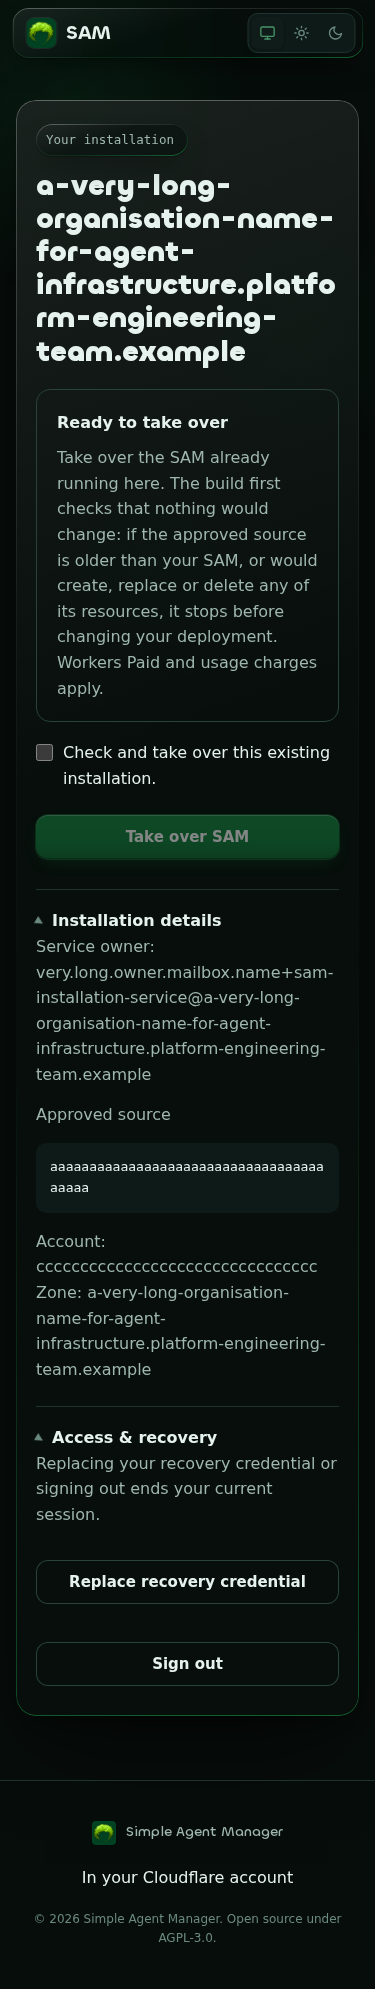 SAM
Your installation
a-very-long-
organisation-name-
for-agent-
infrastructure.platfo
rm-engineering-
team.example
Ready to take over
Take over the SAM already
running here. The build first
checks that nothing would
change: if the approved source
is older than your SAM, or would
create, replace or delete any of
its resources, it stops before
changing your deployment.
Workers Paid and usage charges
apply.
Check and take over this existing
installation.
Take over SAM
Installation details
Service owner:
very.long.owner.mailbox.name+sam-
installation-service@a-very-long-
organisation-name-for-agent-
infrastructure.platform-engineering-
team.example
Approved source
aaaaaaaaaaaaaaaaaaaaaaaaaaaaaaaaaaa
aaaaa
Account:
cccccccccccccccccccccccccccccccc
Zone: a-very-long-organisation-
name-for-agent-
infrastructure.platform-engineering-
team.example
Access & recovery
Replacing your recovery credential or
signing out ends your current
session.
Replace recovery credential
Sign out
Simple Agent Manager
In your Cloudflare account
© 2026 Simple Agent Manager. Open source under
AGPL-3.0.